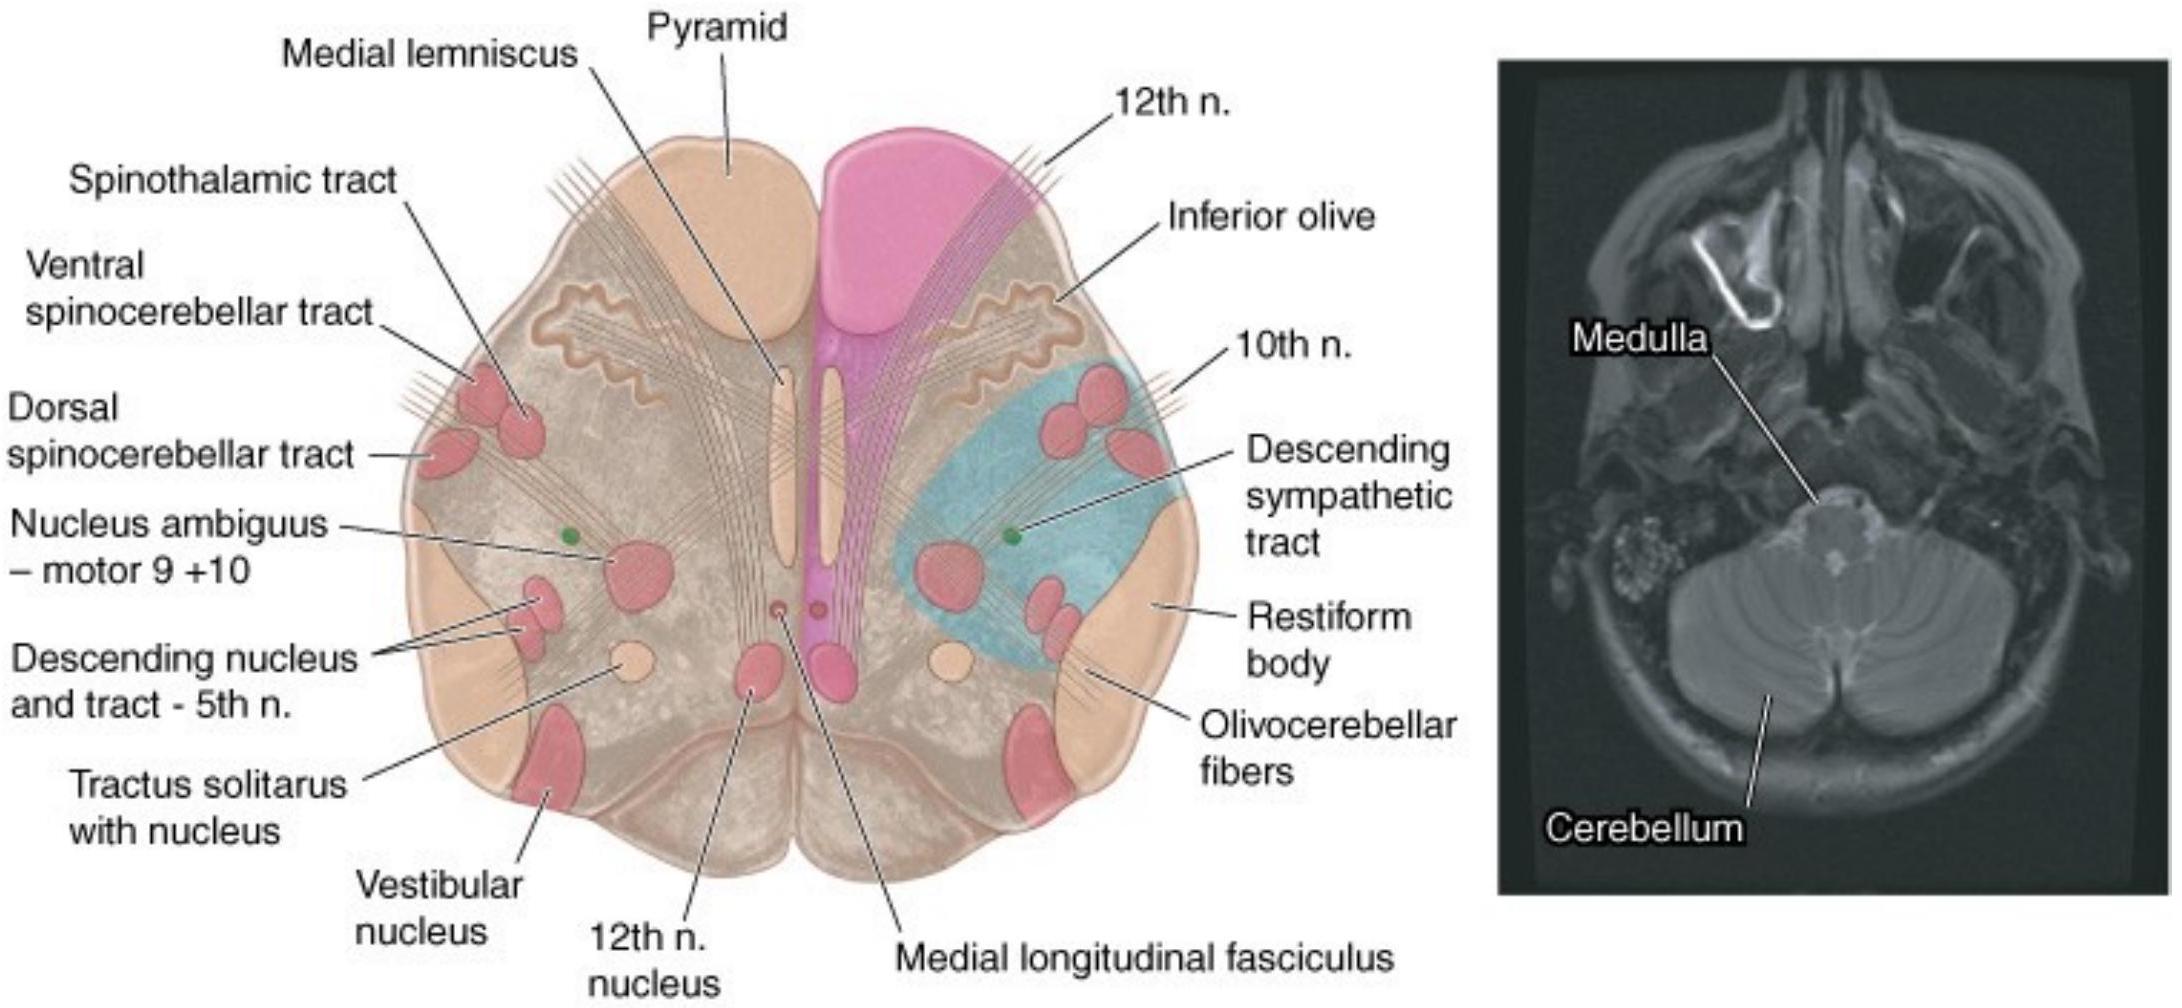 Pyramid
Medial lemniscus
12th n.
Spinothalamic tract
Inferior olive
Ventral
spinocerebellar tract
10th n.
Dorsal
spinocerebellar tract
Descending
sympathetic
tract
Nucleus ambiguus
– motor 9 +10
Restiform
body
Descending nucleus
and tract - 5th n.
Olivocerebellar
fibers
Tractus solitarus
with nucleus
Vestibular
nucleus
12th n.
nucleus
Medial longitudinal fasciculus
Medulla
Cerebellum